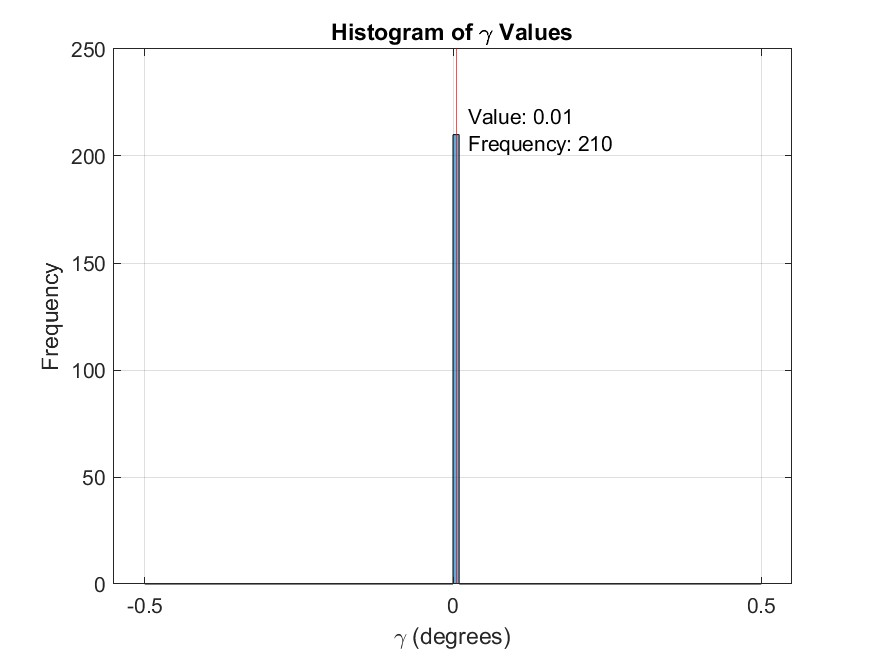 Histogram of γ Values
250
Value: 0.01
Frequency: 210
200
150
100
50
0
Frequency
-0.5 0 0.5
γ (degrees)